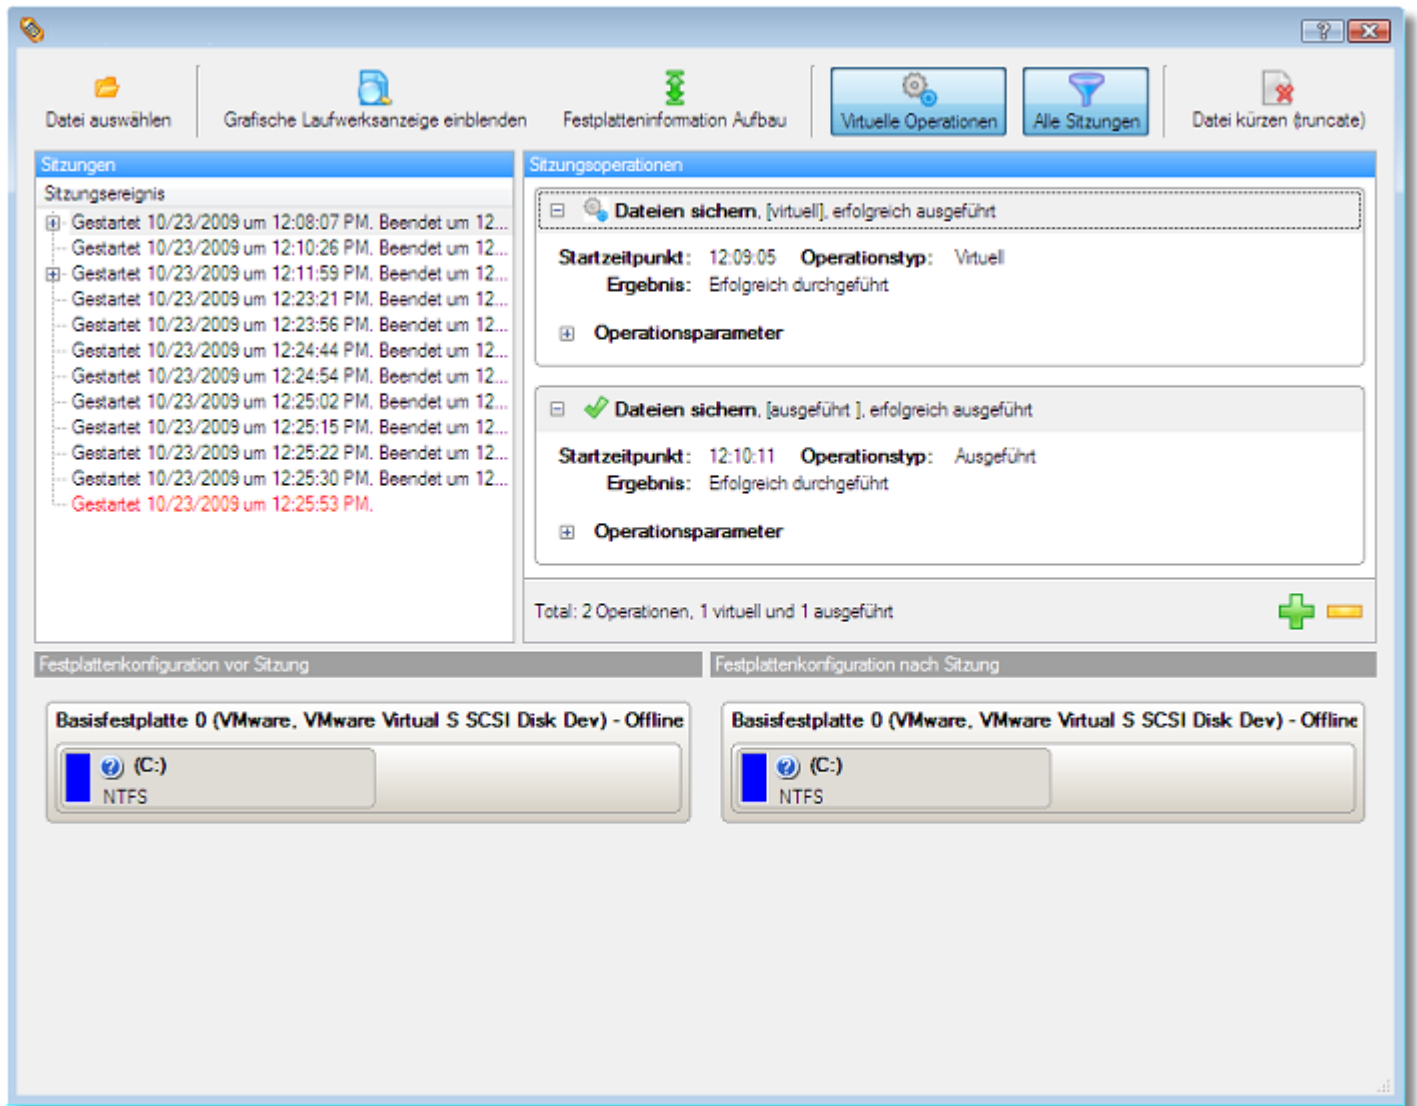 Datei auswählen
Grafische Laufwerksanzeige einblenden
Festplatteninformation Aufbau
Virtuelle Operationen
Alle Sitzungen
Datei kürzen (truncate)
Sitzungen
Sitzungsereignis
Gestartet 10/23/2009 um 12:08:07 PM. Beendet um 12...
Gestartet 10/23/2009 um 12:10:26 PM. Beendet um 12...
Gestartet 10/23/2009 um 12:11:59 PM. Beendet um 12...
Gestartet 10/23/2009 um 12:23:21 PM. Beendet um 12...
Gestartet 10/23/2009 um 12:23:56 PM. Beendet um 12...
Gestartet 10/23/2009 um 12:24:44 PM. Beendet um 12...
Gestartet 10/23/2009 um 12:24:54 PM. Beendet um 12...
Gestartet 10/23/2009 um 12:25:02 PM. Beendet um 12...
Gestartet 10/23/2009 um 12:25:15 PM. Beendet um 12...
Gestartet 10/23/2009 um 12:25:22 PM. Beendet um 12...
Gestartet 10/23/2009 um 12:25:30 PM. Beendet um 12...
Gestartet 10/23/2009 um 12:25:53 PM.
Sitzungsoperationen
Dateien sichern, [virtuell], erfolgreich ausgeführt
Startzeitpunkt: 12:09:05 Operationstyp: Virtuell
Ergebnis: Erfolgreich durchgeführt
Operationsparameter
Dateien sichern, [ausgeführt ], erfolgreich ausgeführt
Startzeitpunkt: 12:10:11 Operationstyp: Ausgeführt
Ergebnis: Erfolgreich durchgeführt
Operationsparameter
Total: 2 Operationen, 1 virtuell und 1 ausgeführt
Festplattenkonfiguration vor Sitzung
Basisfestplatte 0 (VMware, VMware Virtual S SCSI Disk Dev) - Offline
(C:)
NTFS
Festplattenkonfiguration nach Sitzung
Basisfestplatte 0 (VMware, VMware Virtual S SCSI Disk Dev) - Offline
(C:)
NTFS